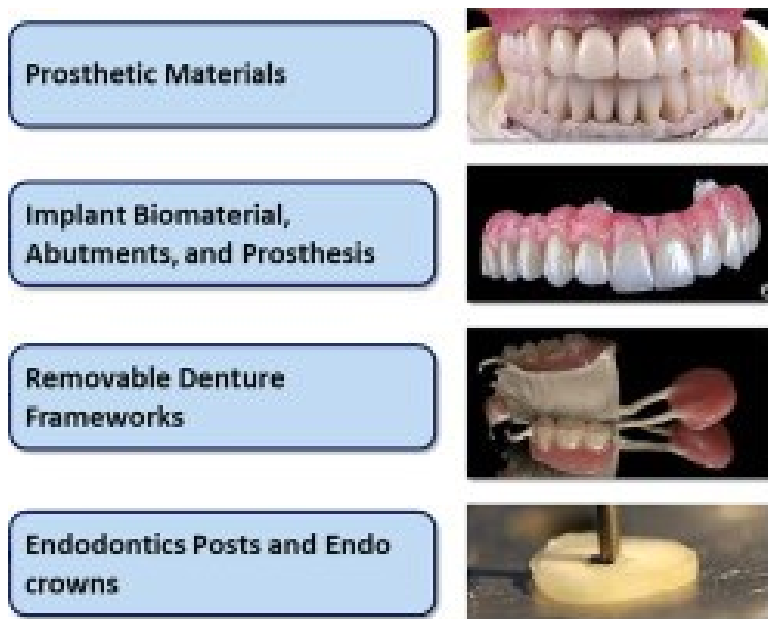 Prosthetic Materials
Implant Biomaterial,
Abutments, and Prosthesis
Removable Denture
Frameworks
Endodontics Posts and Endo
crowns